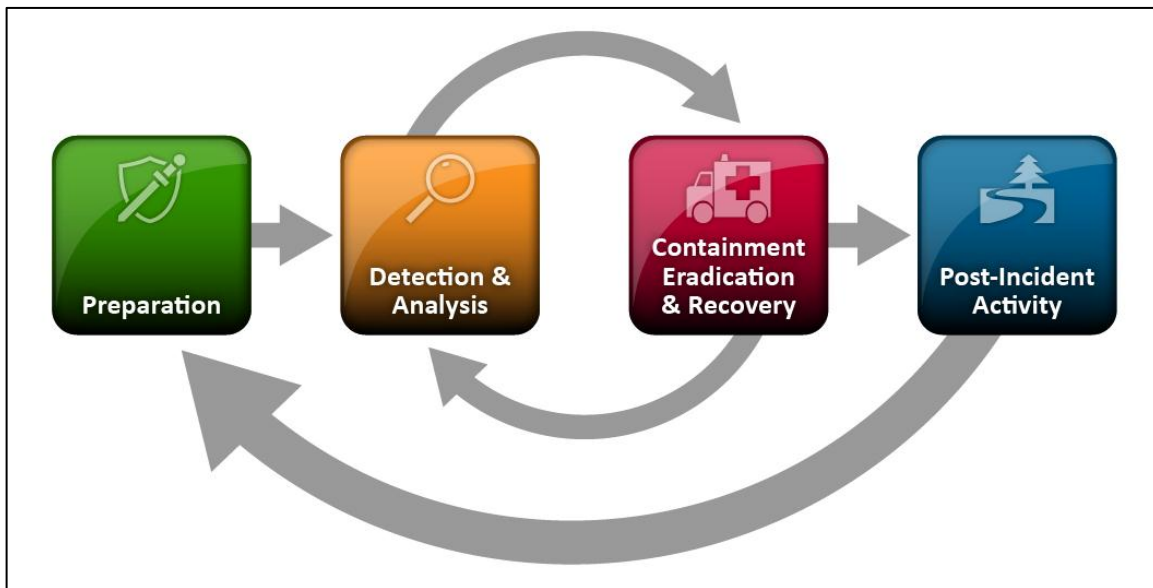 Preparation
Detection &
Analysis
Containment
Eradication
& Recovery
Post-Incident
Activity